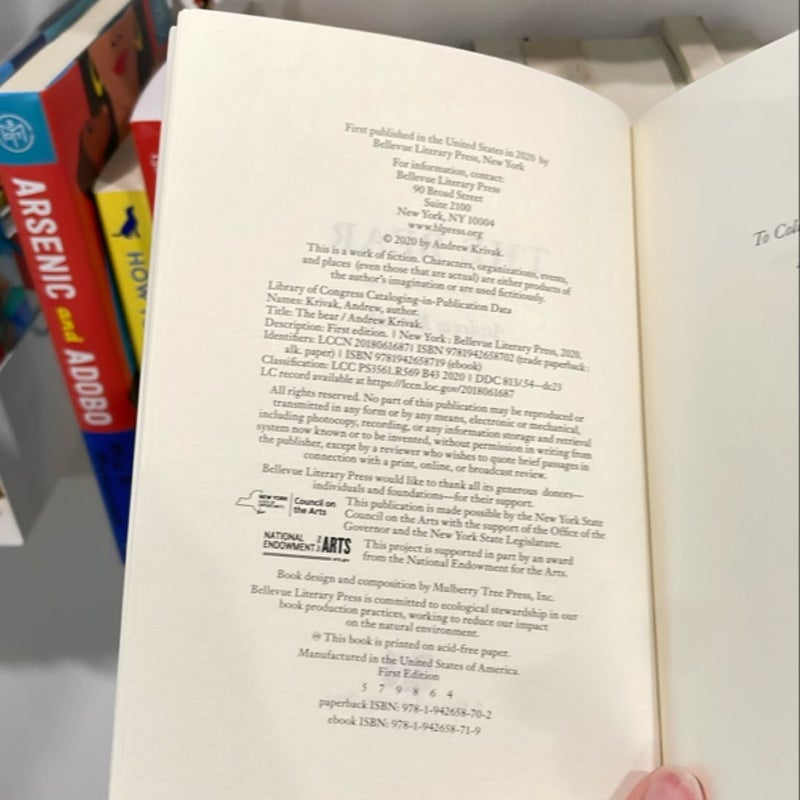 First published in the United States in 2020 by
Bellevue Literary Press, New York
For information, contact:
Bellevue Literary Press
90 Broad Street
Suite 2100
New York, NY 10004
www.blpress.org
© 2020 by Andrew Krivak
This is a work of fiction. Characters, organizations, events,
and places (even those that are actual) are either products of
the author's imagination or are used fictitiously.
Library of Congress Cataloging-in-Publication Data
Names: Krivak, Andrew, author.
Title: The bear / Andrew Krivak.
Description: First edition. | New York : Bellevue Literary Press, 2020.
Identifiers: LCCN 2018061687| ISBN 9781942658702 (trade paperback :
alk. paper) | ISBN 9781942658719 (ebook)
Classification: LCC PS3561.R569 B43 2020 | DDC 813/.54—dc23
LC record available at https://lccn.loc.gov/2018061687
All rights reserved. No part of this publication may be reproduced or
transmitted in any form or by any means, electronic or mechanical,
including photocopy, recording, or any information storage and retrieval
system now known or to be invented, without permission in writing from
the publisher, except by a reviewer who wishes to quote brief passages in
connection with a print, online, or broadcast review.
Bellevue Literary Press would like to thank all its generous donors—
individuals and foundations—for their support.
NEW YORK
Council on
the Arts
This publication is made possible by the New York State
Council on the Arts with the support of the Office of the
Governor and the New York State Legislature.
NATIONAL
ENDOWMENT FOR THE ARTS
This project is supported in part by an award
from the National Endowment for the Arts.
Book design and composition by Mulberry Tree Press, Inc.
Bellevue Literary Press is committed to ecological stewardship in our
book production practices, working to reduce our impact
on the natural environment.
♾ This book is printed on acid-free paper.
Manufactured in the United States of America.
First Edition
5 7 9 8 6 4
paperback ISBN: 978-1-942658-70-2
ebook ISBN: 978-1-942658-71-9
To Col
ARSENIC and ADOBO
HOW